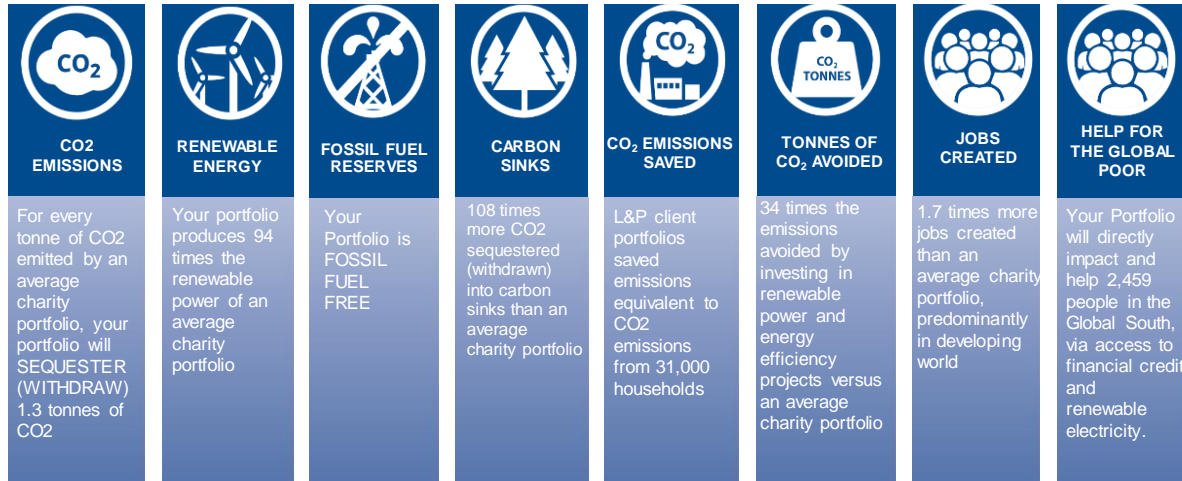 CO₂
CO2
EMISSIONS
For every
tonne of CO2
emitted by an
average
charity
portfolio, your
portfolio will
SEQUESTER
(WITHDRAW)
1.3 tonnes of
CO2
RENEWABLE
ENERGY
Your portfolio
produces 94
times the
renewable
power of an
average
charity
portfolio
FOSSIL FUEL
RESERVES
Your
Portfolio is
FOSSIL
FUEL
FREE
CARBON
SINKS
108 times
more CO2
sequestered
(withdrawn)
into carbon
sinks than an
average
charity portfolio
CO₂
CO₂ EMISSIONS
SAVED
L&P client
portfolios
saved
emissions
equivalent to
CO2
emissions
from 31,000
households
CO₂
TONNES
TONNES OF
CO₂ AVOIDED
34 times the
emissions
avoided by
investing in
renewable
power and
energy
efficiency
projects versus
an average
charity portfolio
JOBS
CREATED
1.7 times more
jobs created
than an
average charity
portfolio,
predominantly
in developing
world
HELP FOR
THE GLOBAL
POOR
Your Portfolio
will directly
impact and
help 2,459
people in the
Global South,
via access to
financial credit
and
renewable
electricity.